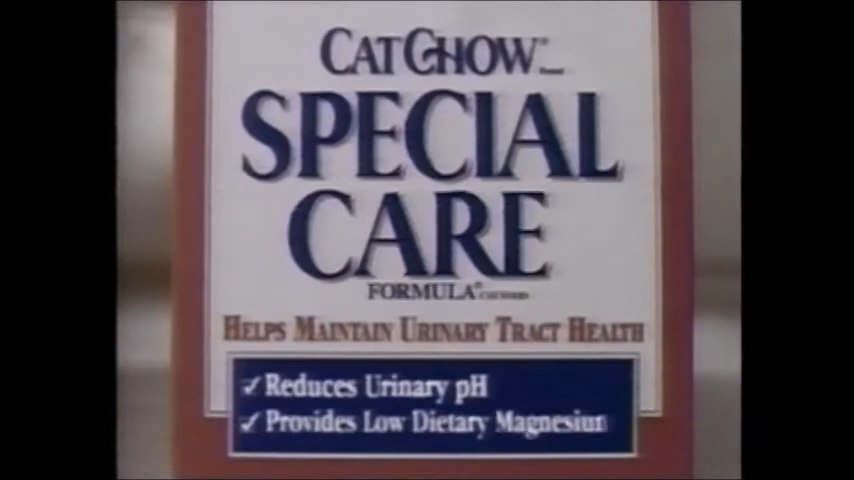 CAT CHOW
SPECIAL
CARE
FORMULA®
HELPS MAINTAIN URINARY TRACT HEALTH
✓ Reduces Urinary pH
✓ Provides Low Dietary Magnesium